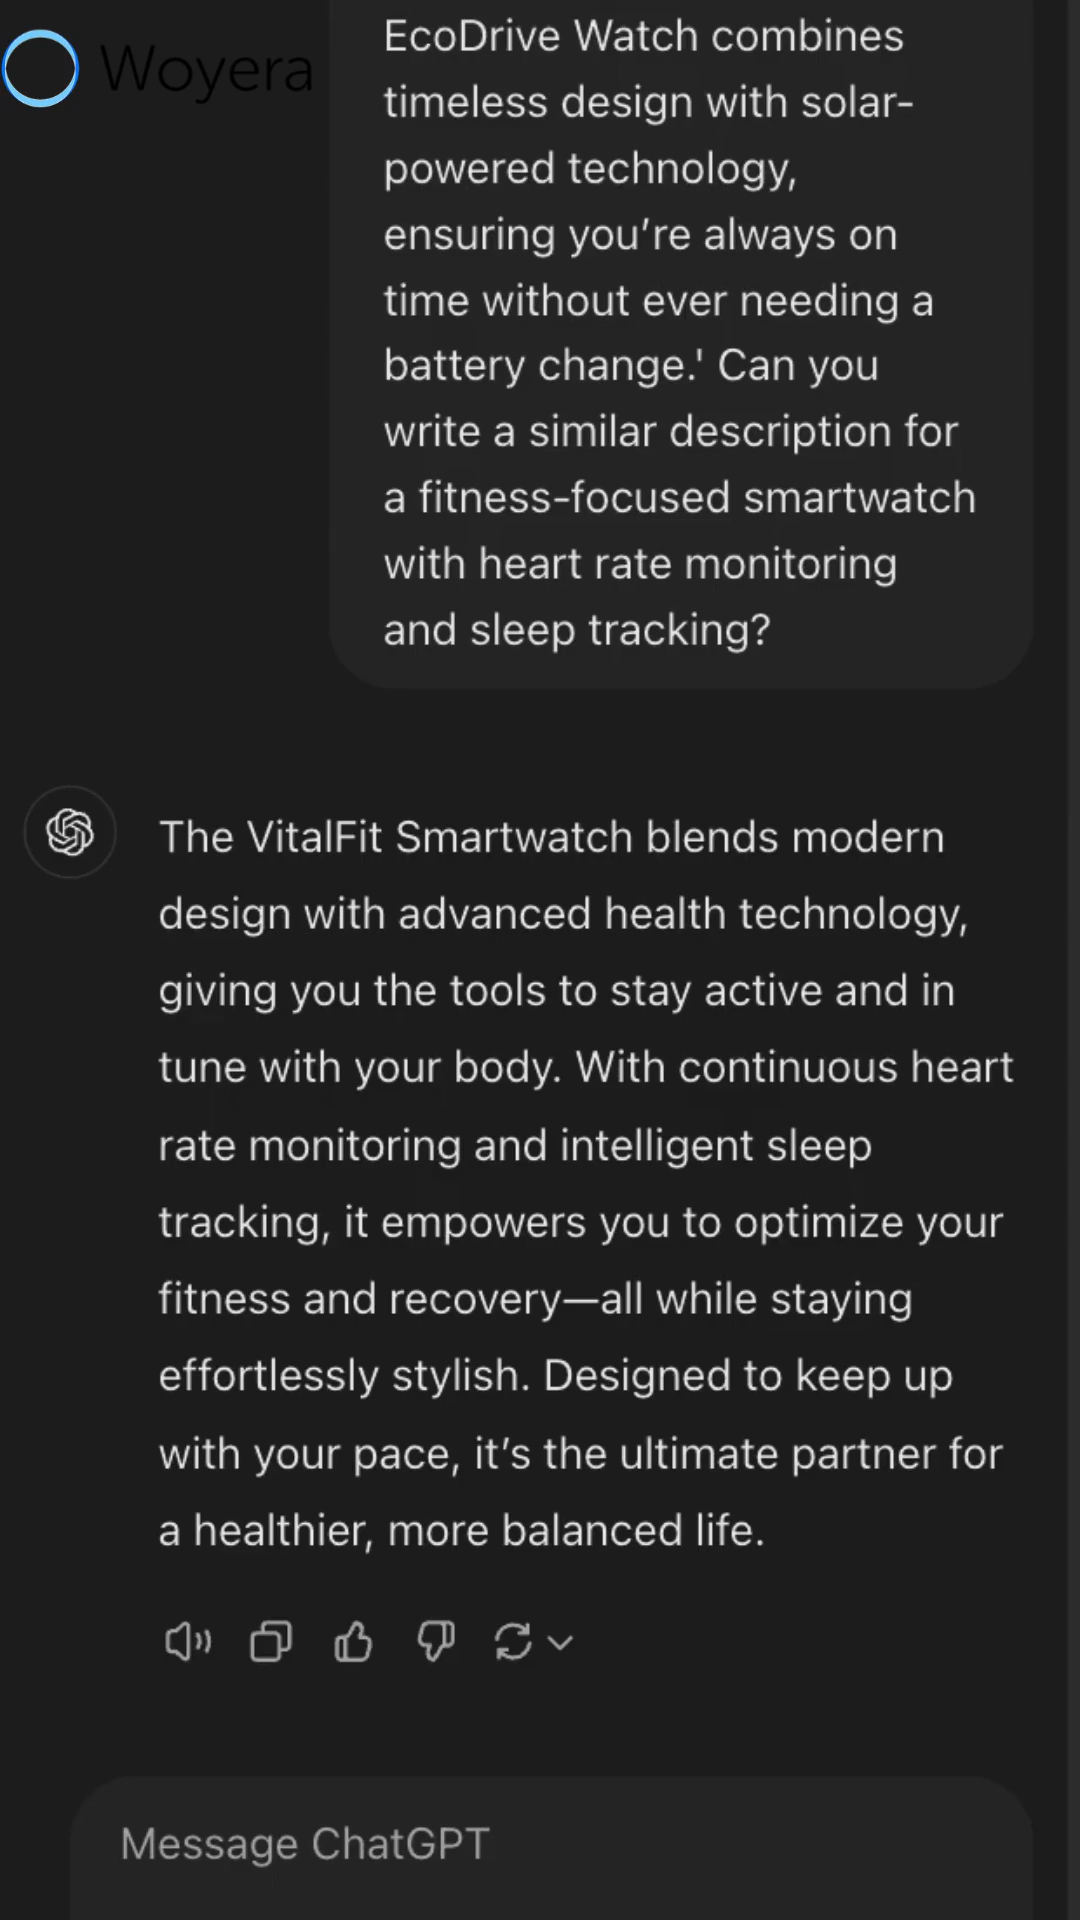 Woyera
EcoDrive Watch combines
timeless design with solar-
powered technology,
ensuring you’re always on
time without ever needing a
battery change.' Can you
write a similar description for
a fitness-focused smartwatch
with heart rate monitoring
and sleep tracking?
The VitalFit Smartwatch blends modern
design with advanced health technology,
giving you the tools to stay active and in
tune with your body. With continuous heart
rate monitoring and intelligent sleep
tracking, it empowers you to optimize your
fitness and recovery—all while staying
effortlessly stylish. Designed to keep up
with your pace, it’s the ultimate partner for
a healthier, more balanced life.
Message ChatGPT